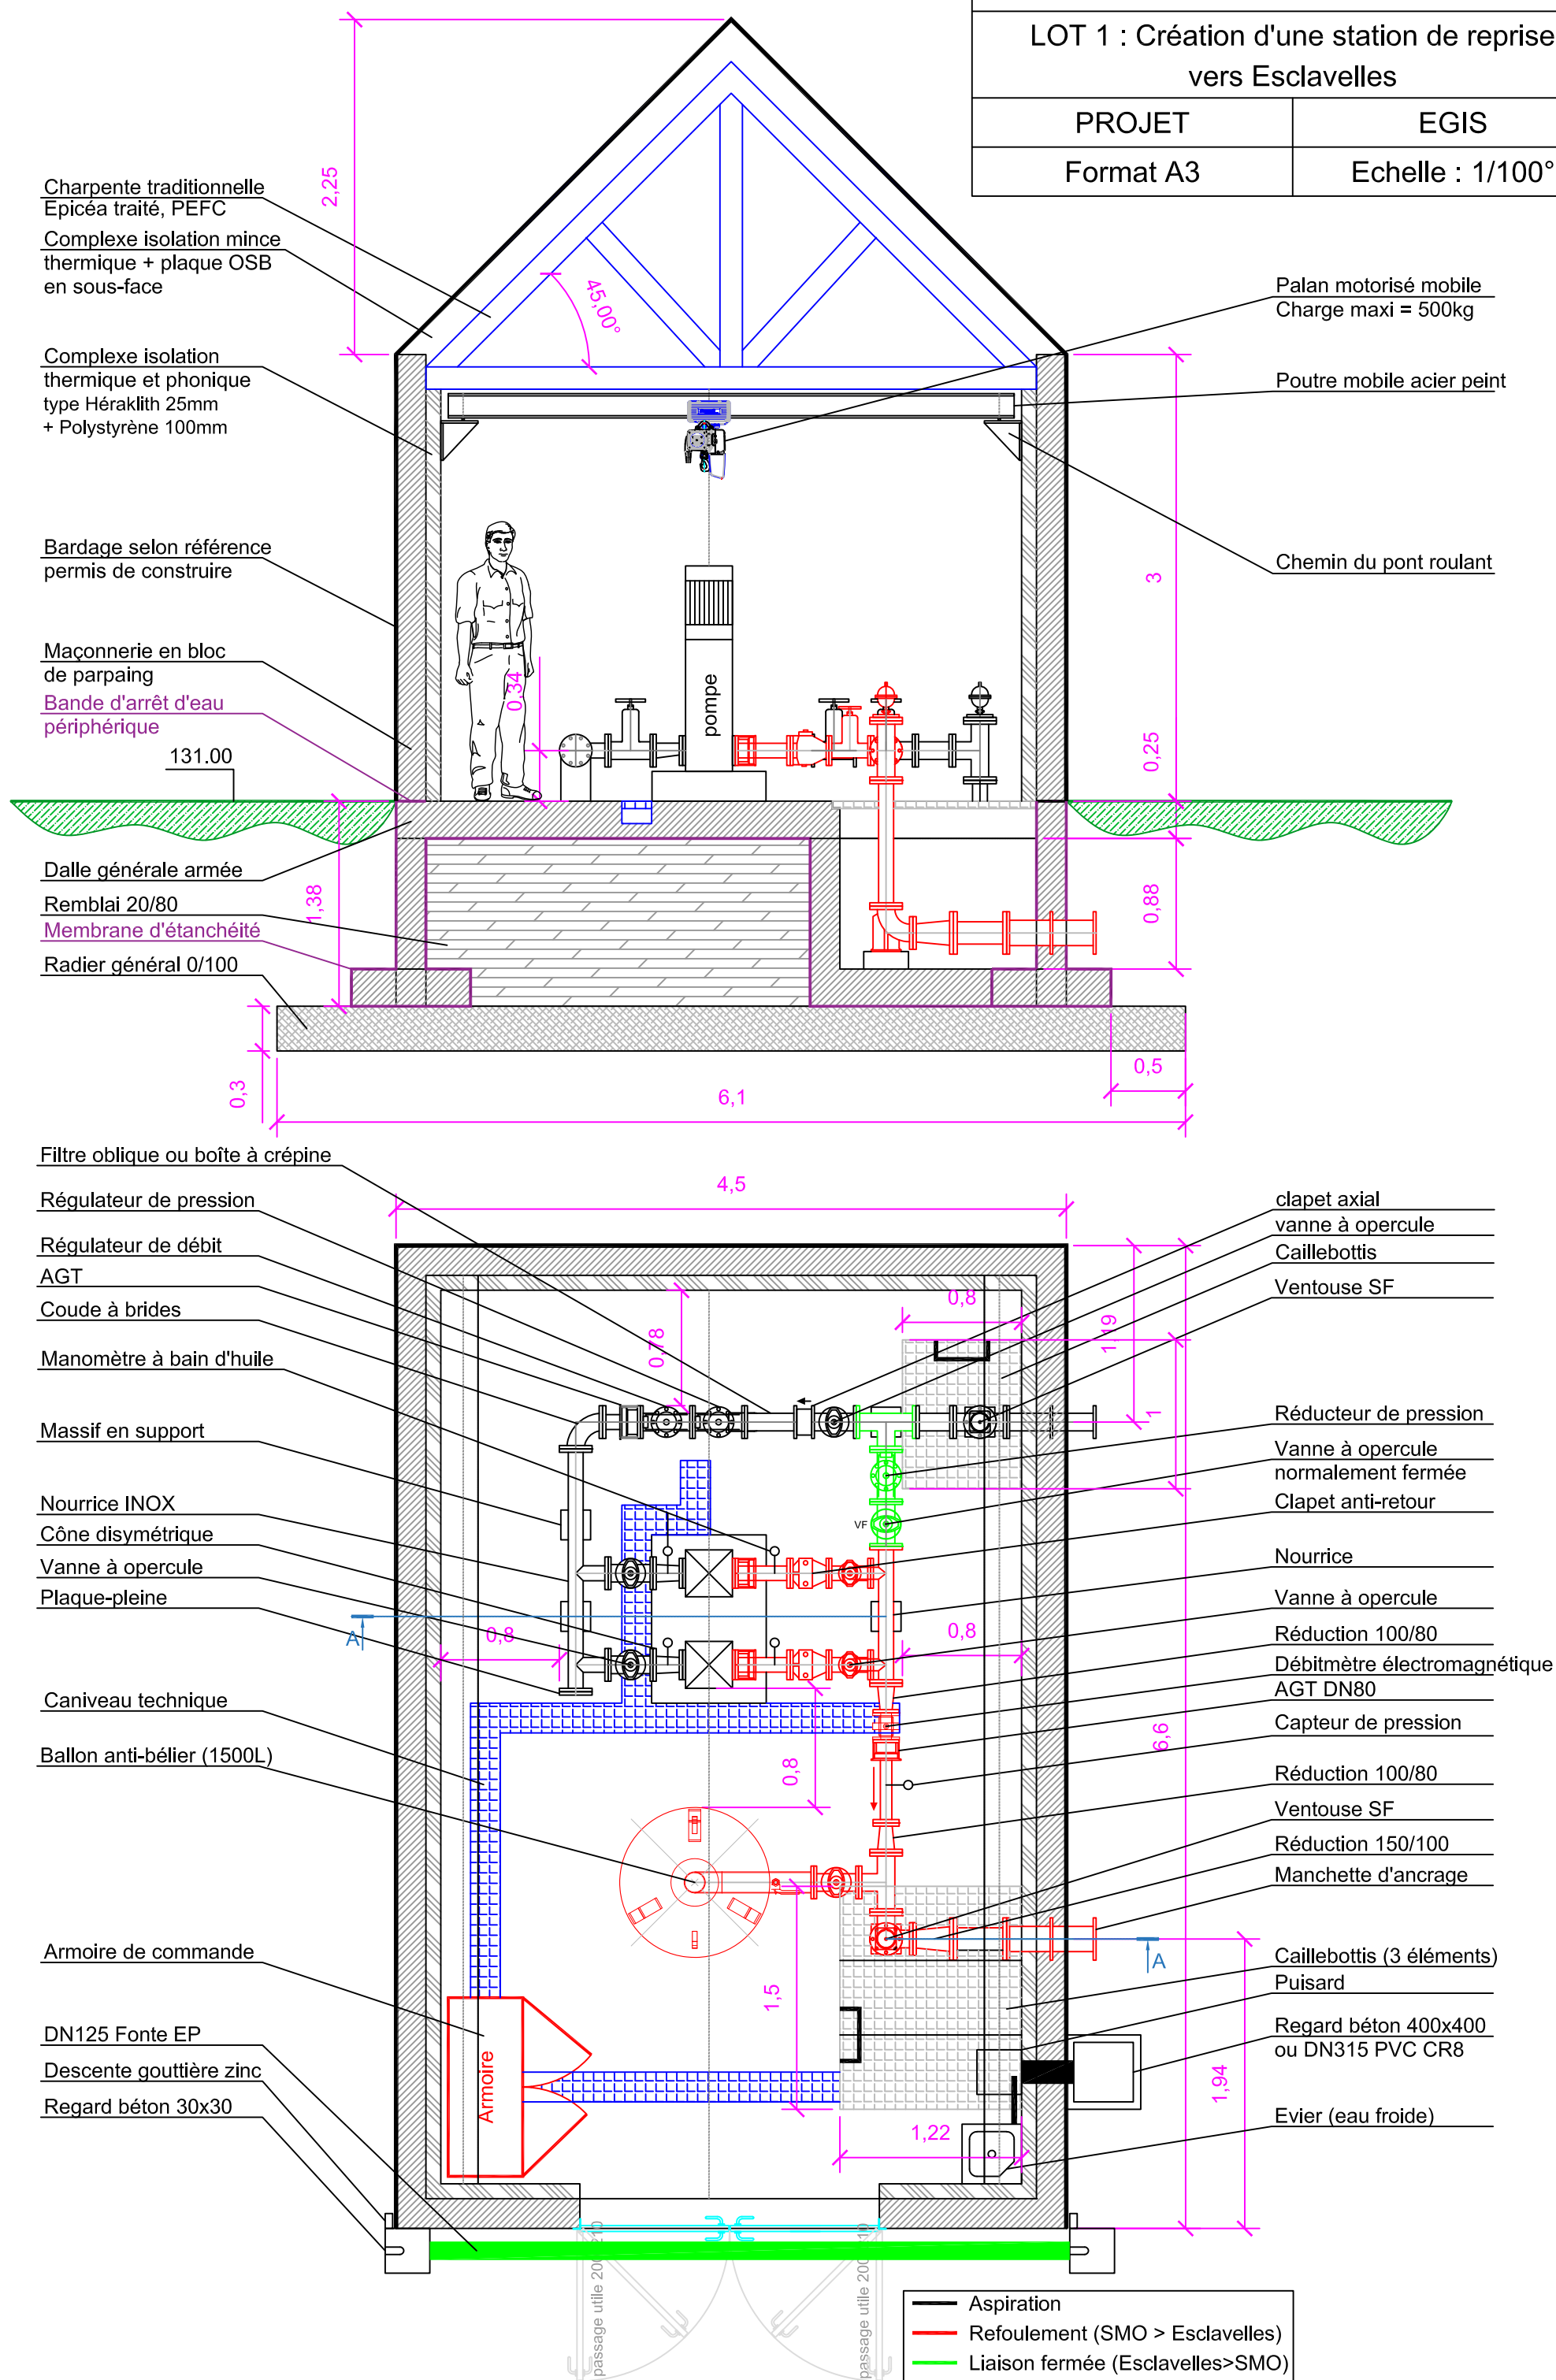 LOT 1 : Création d'une station de reprise
vers Esclavelles
PROJET
EGIS
Format A3
Echelle : 1/100°
2,25
Charpente traditionnelle
Epicéa traité, PEFC
Complexe isolation mince
thermique + plaque OSB
en sous-face
Complexe isolation
thermique et phonique
type Héraklith 25mm
+ Polystyrène 100mm
Bardage selon référence
permis de construire
Maçonnerie en bloc
de parpaing
Bande d'arrêt d'eau
périphérique
131.00
Dalle générale armée
Remblai 20/80
Membrane d'étanchéité
Radier général 0/100
45,00°
Palan motorisé mobile
Charge maxi = 500kg
Poutre mobile acier peint
Chemin du pont roulant
3
0,34
pompe
0,25
1,38
0,88
0,3
0,5
6,1
Filtre oblique ou boîte à crépine
Régulateur de pression
Régulateur de débit
AGT
Coude à brides
Manomètre à bain d'huile
Massif en support
Nourrice INOX
Cône disymétrique
Vanne à opercule
Plaque-pleine
Caniveau technique
Ballon anti-bélier (1500L)
Armoire de commande
DN125 Fonte EP
Descente gouttière zinc
Regard béton 30x30
4,5
clapet axial
vanne à opercule
Caillebottis
Ventouse SF
Réducteur de pression
Vanne à opercule
normalement fermée
Clapet anti-retour
Nourrice
Vanne à opercule
Réduction 100/80
Débitmètre électromagnétique
AGT DN80
Capteur de pression
Réduction 100/80
Ventouse SF
Réduction 150/100
Manchette d'ancrage
Caillebottis (3 éléments)
Puisard
Regard béton 400x400
ou DN315 PVC CR8
Evier (eau froide)
0,8
0,78
1,19
1
VF
A
0,8
0,8
6,6
0,8
1,5
A
1,94
1,22
Armoire
passage utile
passage utile
Aspiration
Refoulement (SMO > Esclavelles)
Liaison fermée (Esclavelles>SMO)